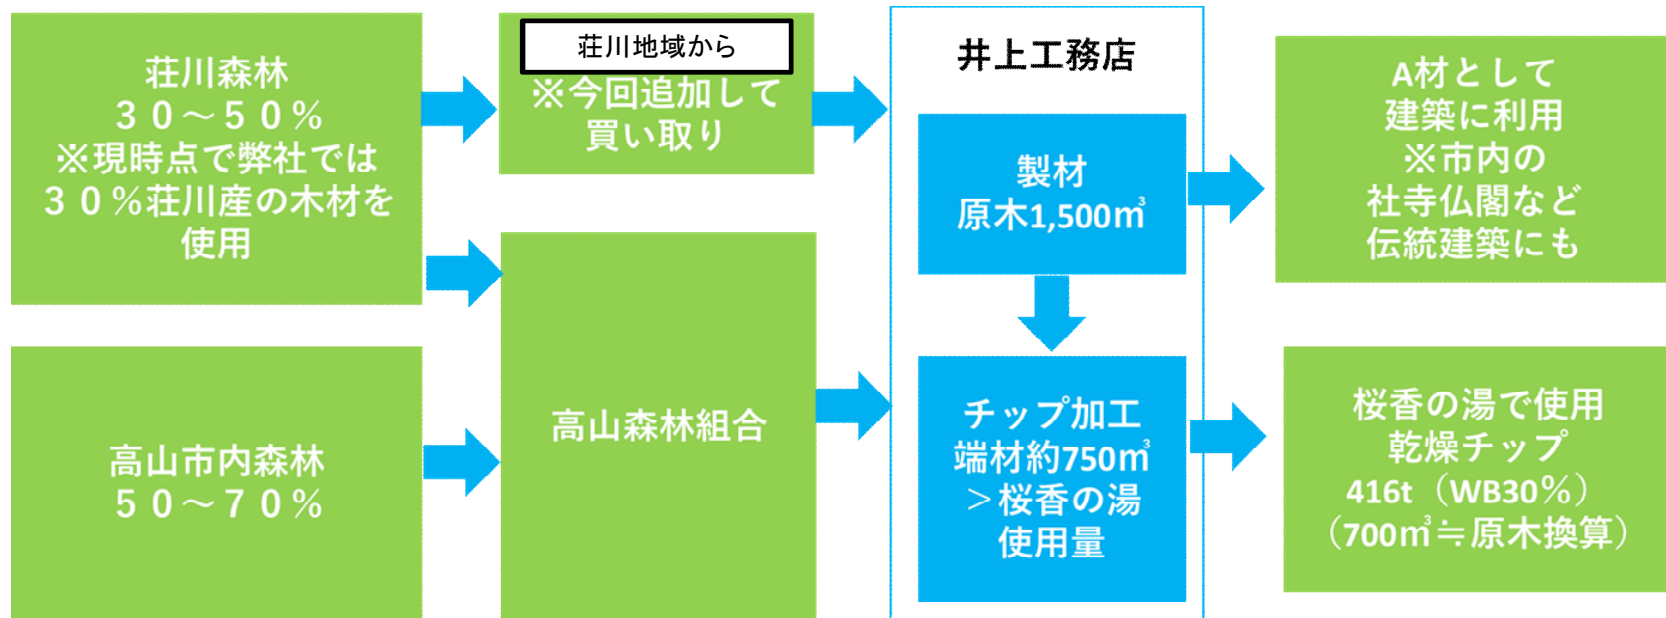 荘川森林
３０～５０％
※現時点で弊社では
３０％荘川産の木材を
使用
高山市内森林
５０～７０％
荘川地域から
※今回追加して
買い取り
高山森林組合
井上工務店
製材
原木1,500㎥
チップ加工
端材約750㎥
＞桜香の湯
使用量
A材として
建築に利用
※市内の
社寺仏閣など
伝統建築にも
桜香の湯で使用
乾燥チップ
416t（WB30％）
（700㎥≒原木換算）